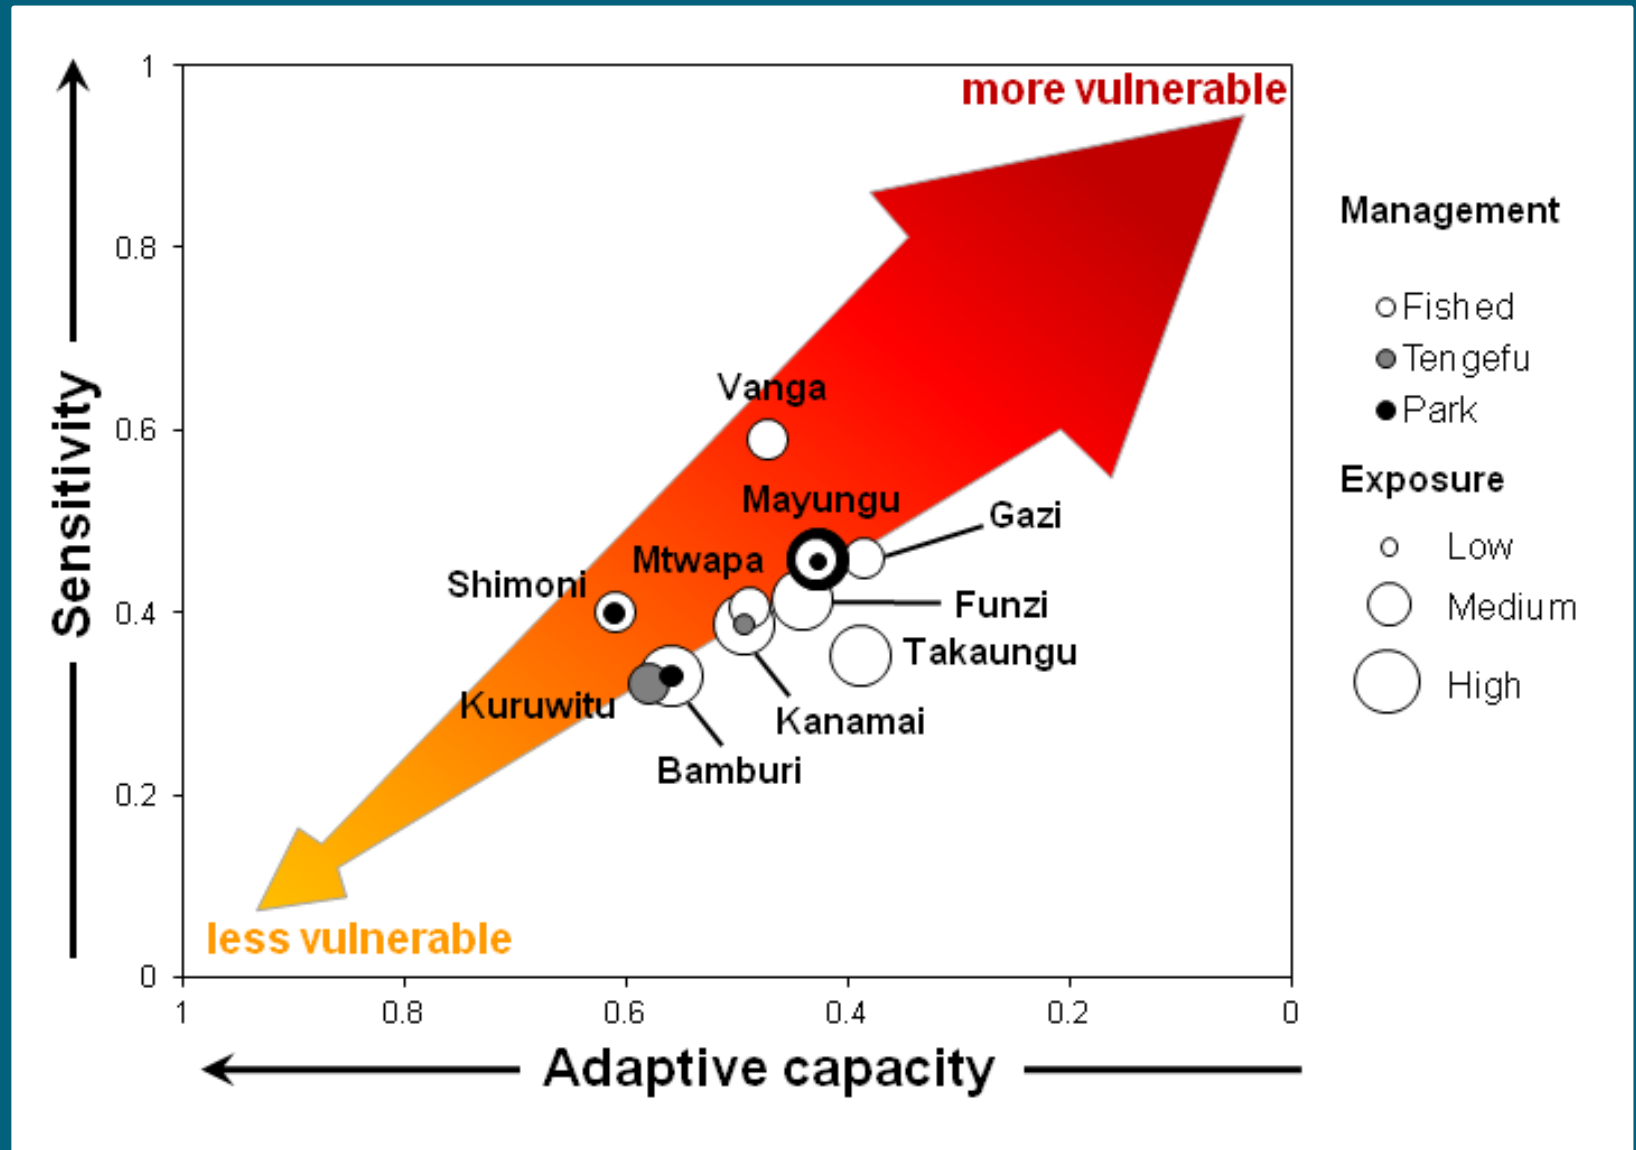 1
more vulnerable
Management
0.8
Fished
Tengefu
Vanga
Park
0.6
Exposure
Mayungu
Gazi
Low
Mtwapa
Shimoni
Funzi
Medium
0.4
Takaungu
High
Kuruwitu
Kanamai
Bamburi
0.2
less vulnerable
0
Sensitivity
1 0.8 0.6 0.4 0.2 0
Adaptive capacity